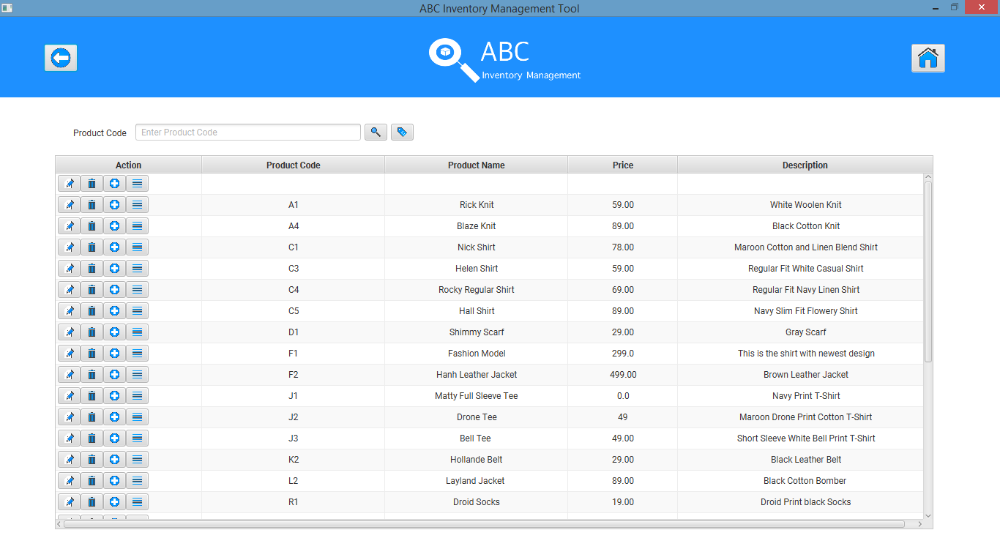 ABC Inventory Management Tool
ABC
Inventory Management
Product Code Enter Product Code
Action Product Code Product Name Price Description
A1 Rick Knit 59.00 White Woolen Knit
A4 Blaze Knit 89.00 Black Cotton Knit
C1 Nick Shirt 78.00 Maroon Cotton and Linen Blend Shirt
C3 Helen Shirt 59.00 Regular Fit White Casual Shirt
C4 Rocky Regular Shirt 69.00 Regular Fit Navy Linen Shirt
C5 Hall Shirt 89.00 Navy Slim Fit Flowery Shirt
D1 Shimmy Scarf 29.00 Gray Scarf
F1 Fashion Model 299.0 This is the shirt with newest design
F2 Hanh Leather Jacket 499.00 Brown Leather Jacket
J1 Matty Full Sleeve Tee 0.0 Navy Print T-Shirt
J2 Drone Tee 49 Maroon Drone Print Cotton T-Shirt
J3 Bell Tee 49.00 Short Sleeve White Bell Print T-Shirt
K2 Hollande Belt 29.00 Black Leather Belt
L2 Layland Jacket 89.00 Black Cotton Bomber
R1 Droid Socks 19.00 Droid Print black Socks